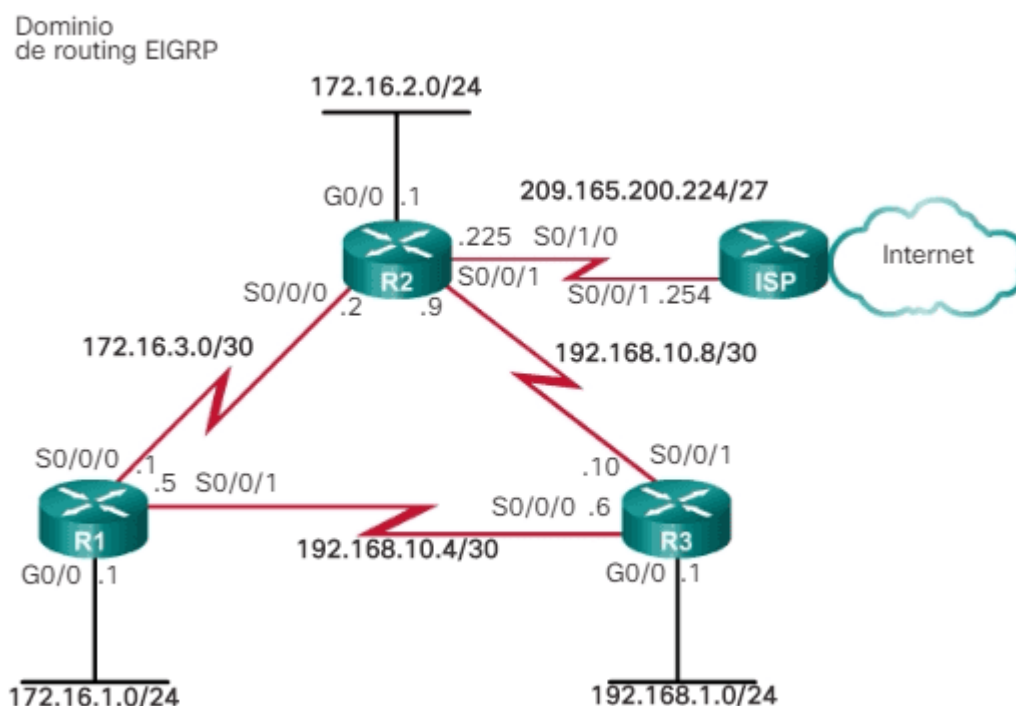 Dominio
de routing EIGRP
172.16.2.0/24
G0/0 .1
209.165.200.224/27
.225 S0/1/0
Internet
R2
S0/0/1
ISP
S0/0/0
.2
.9
S0/0/1 .254
172.16.3.0/30
192.168.10.8/30
S0/0/0 .1
.5 S0/0/1
.10 S0/0/1
S0/0/0 .6
R1
192.168.10.4/30
R3
G0/0 .1
G0/0 .1
172.16.1.0/24
192.168.1.0/24